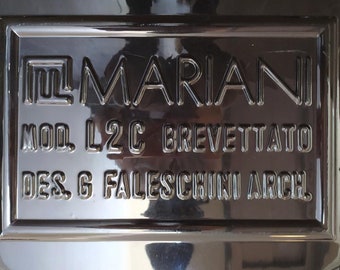 MARIANI
MOD. L2C BREVETTATO
DES. G FALESCHINI ARCH.